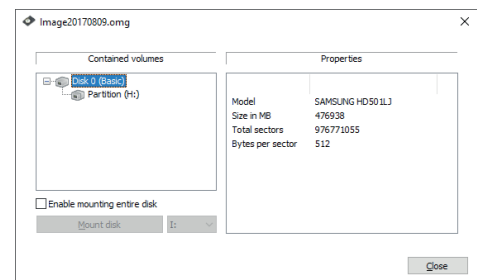 Image20170809.omg
Contained volumes
Disk 0 (Basic)
Partition (H:)
Enable mounting entire disk
Mount disk
I:
Properties
Model SAMSUNG HD501LJ
Size in MB 476938
Total sectors 976771055
Bytes per sector 512
Close